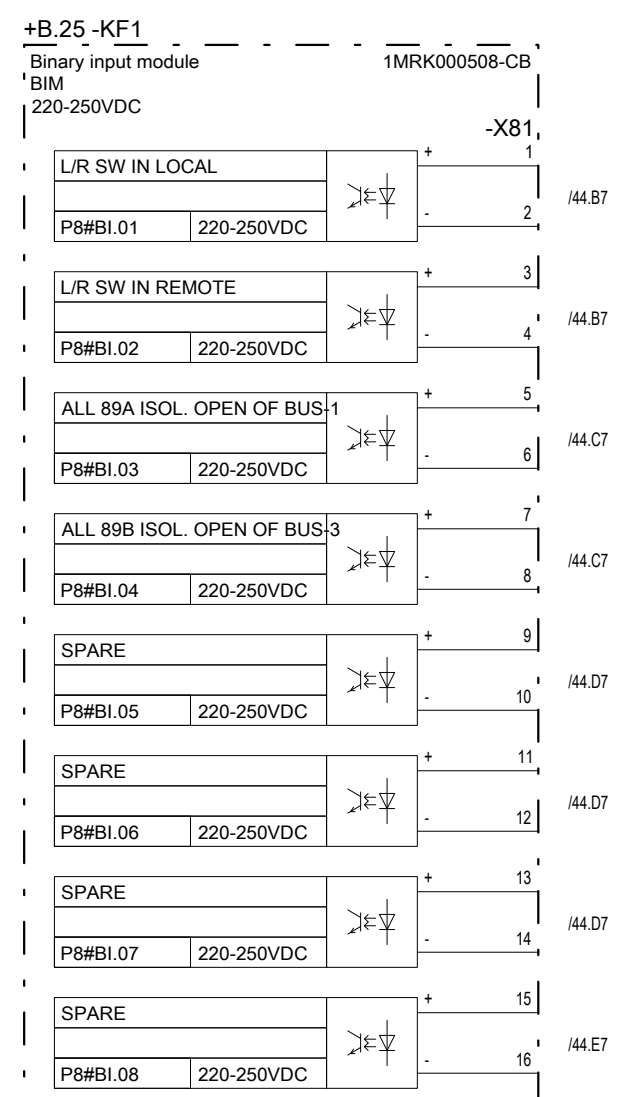 +B.25 -KF1
Binary input module 1MRK000508-CB
BIM
220-250VDC
-X81
L/R SW IN LOCAL + 1
/44.B7
P8#BI.01 220-250VDC - 2
L/R SW IN REMOTE + 3
/44.B7
P8#BI.02 220-250VDC - 4
ALL 89A ISOL. OPEN OF BUS-1 + 5
/44.C7
P8#BI.03 220-250VDC - 6
ALL 89B ISOL. OPEN OF BUS-3 + 7
/44.C7
P8#BI.04 220-250VDC - 8
SPARE + 9
/44.D7
P8#BI.05 220-250VDC - 10
SPARE + 11
/44.D7
P8#BI.06 220-250VDC - 12
SPARE + 13
/44.D7
P8#BI.07 220-250VDC - 14
SPARE + 15
/44.E7
P8#BI.08 220-250VDC - 16